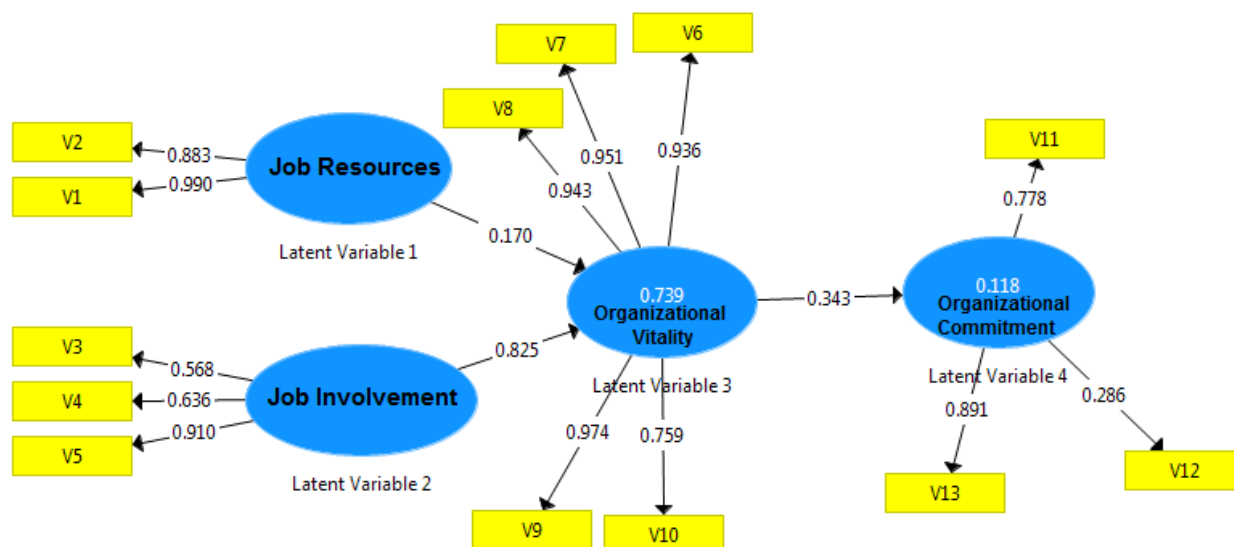 V7
V6
V8
V2
0.883
Job Resources
V1
0.990
Latent Variable 1
0.170
0.943
0.951
0.936
V11
0.778
0.739
Organizational
Vitality
Latent Variable 3
0.343
0.118
Organizational
Commitment
Latent Variable 4
V3
0.568
V4
0.636
V5
0.910
Job Involvement
Latent Variable 2
0.825
0.974
0.759
0.891
0.286
V9
V10
V13
V12